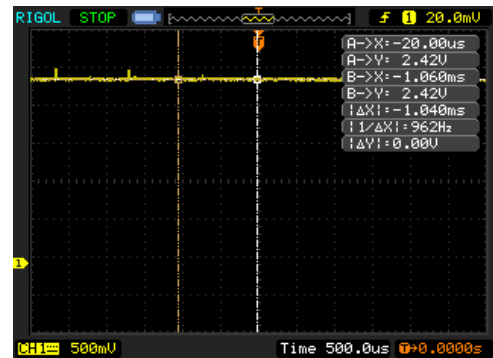 RIGOL STOP T f 1 20.0mV
T
A->X:-20.00us
A->Y: 2.42V
B->X:-1.060ms
B->Y: 2.42V
|ΔX|:-1.040ms
|1/ΔX|:962Hz
|ΔY|:0.00V
1
CH1 500mV Time 500.0us T→0.0000s